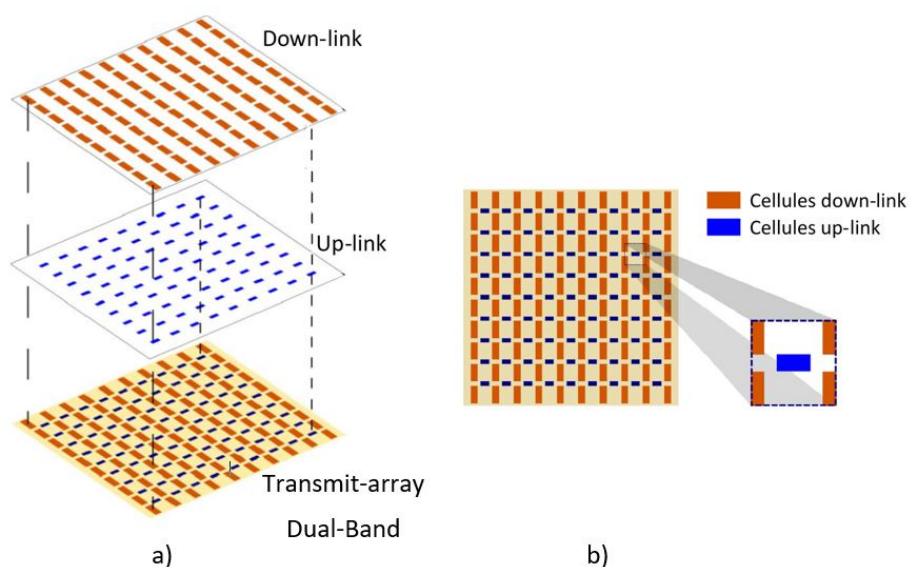 Down-link
Up-link
Transmit-array
Dual-Band
a)
Cellules down-link
Cellules up-link
b)